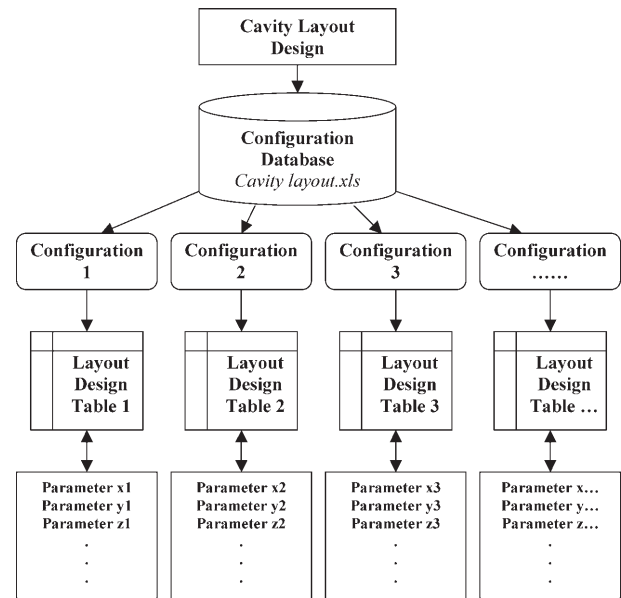 Cavity Layout
Design
Configuration
Database
Cavity layout.xls
Configuration
1
Configuration
2
Configuration
3
Configuration
……
Layout
Design
Table 1
Layout
Design
Table 2
Layout
Design
Table 3
Layout
Design
Table …
Parameter x1
Parameter y1
Parameter z1
.
.
.
Parameter x2
Parameter y2
Parameter z2
.
.
.
Parameter x3
Parameter y3
Parameter z3
.
.
.
Parameter x…
Parameter y…
Parameter z…
.
.
.